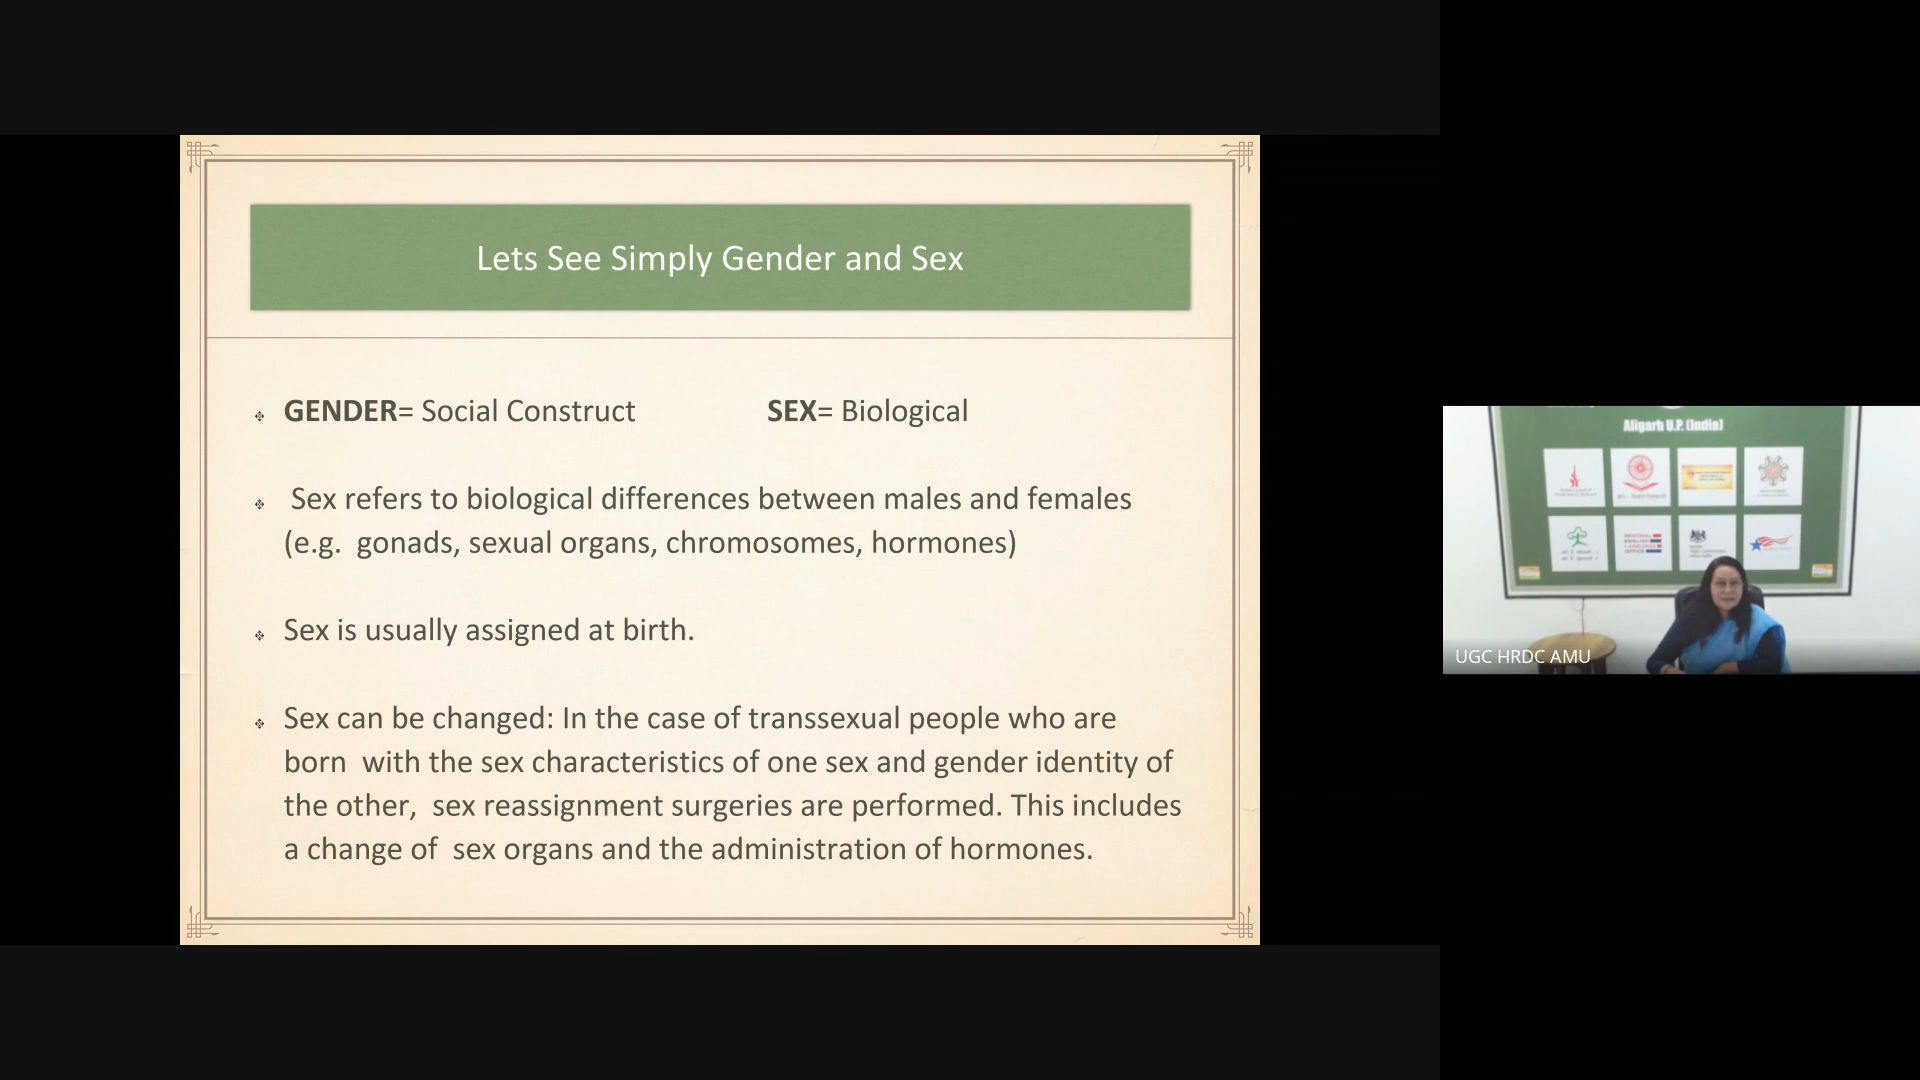 Lets See Simply Gender and Sex
GENDER= Social Construct SEX= Biological
Sex refers to biological differences between males and females
(e.g. gonads, sexual organs, chromosomes, hormones)
Sex is usually assigned at birth.
Sex can be changed: In the case of transsexual people who are
born with the sex characteristics of one sex and gender identity of
the other, sex reassignment surgeries are performed. This includes
a change of sex organs and the administration of hormones.
Aligarh U.P. (India)
REGIONAL
ENGLISH
LANGUAGE
OFFICE
UGC HRDC AMU